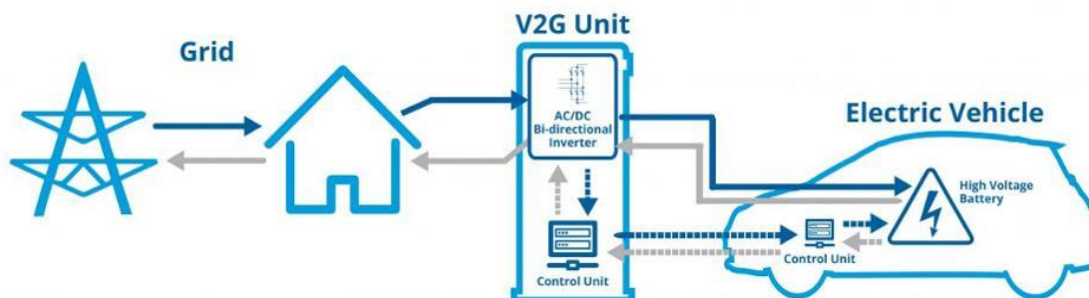 V2G Unit
Grid
AC/DC
Bi-directional
Inverter
Electric Vehicle
High Voltage
Battery
Control Unit
Control Unit